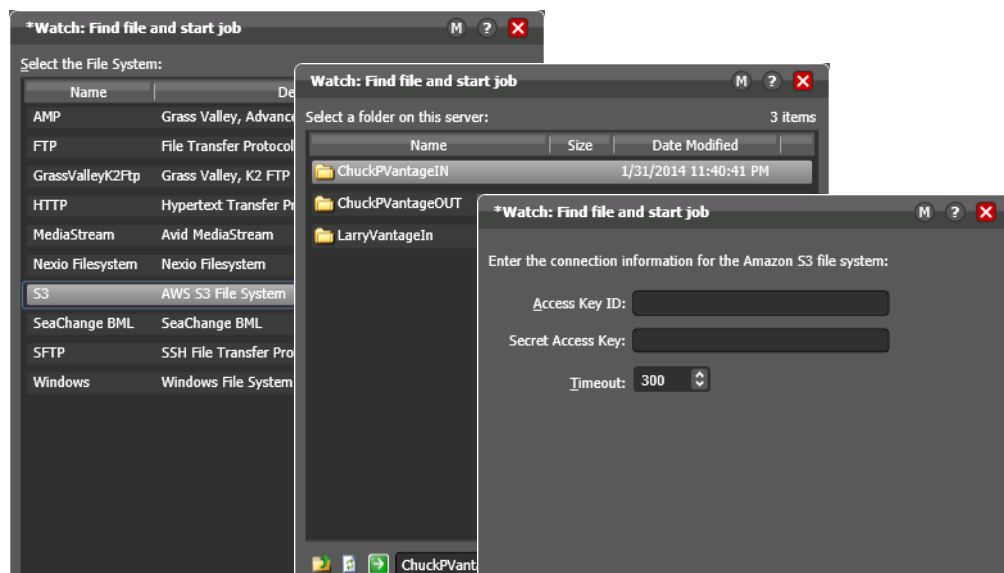 *Watch: Find file and start job
M ?
Select the File System:
Name
AMP Grass Valley,
FTP File Transfer Protocol
GrassValleyK2Ftp Grass Valley, K2 FTP
HTTP Hypertext Transfer
MediaStream Avid MediaStream
Nexio Filesystem Nexio Filesystem
S3 AWS S3 File System
SeaChange BML SeaChange BML
SFTP SSH File Transfer
Windows Windows File System
Watch: Find file and start job
M ?
Select a folder on this server: 3 items
Name Size Date Modified
ChuckPVantageIN 1/31/2014 11:40:41 PM
ChuckPVantageOUT
LarryVantageIn
ChuckPVant
*Watch: Find file and start job
M ?
Enter the connection information for the Amazon S3 file system:
Access Key ID:
Secret Access Key:
Timeout: 300